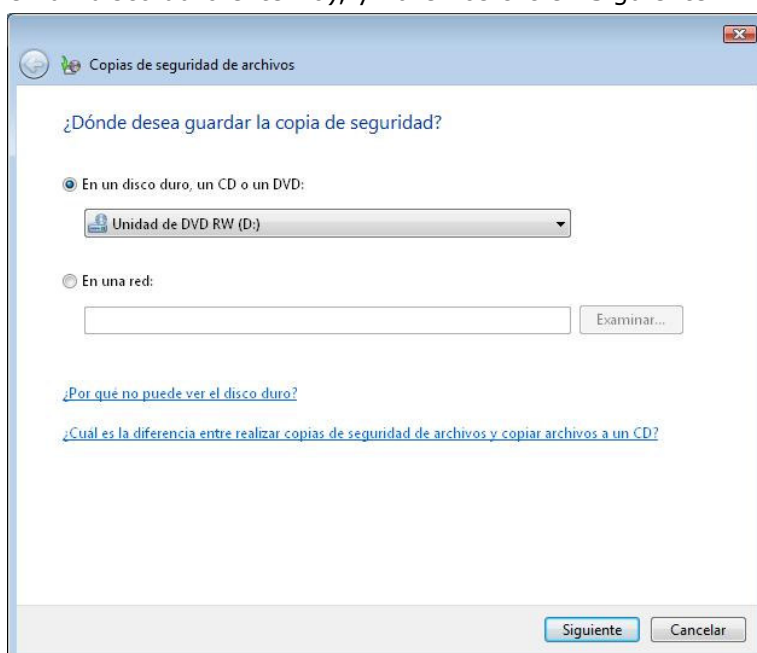 Copias de seguridad de archivos
¿Dónde desea guardar la copia de seguridad?
En un disco duro, un CD o un DVD:
Unidad de DVD RW (D:)
En una red:
Examinar...
¿Por qué no puede ver el disco duro?
¿Cuál es la diferencia entre realizar copias de seguridad de archivos y copiar archivos a un CD?
Siguiente Cancelar